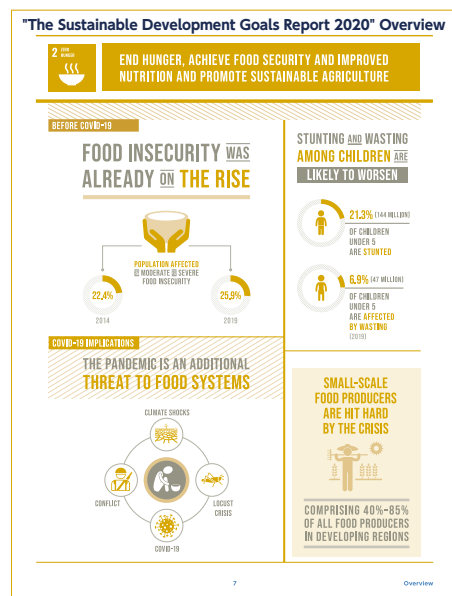 "The Sustainable Development Goals Report 2020" Overview
2 ZERO
HUNGER
END HUNGER, ACHIEVE FOOD SECURITY AND IMPROVED
NUTRITION AND PROMOTE SUSTAINABLE AGRICULTURE
BEFORE COVID-19
FOOD INSECURITY WAS
ALREADY ON THE RISE
POPULATION AFFECTED
BY MODERATE OR SEVERE
FOOD INSECURITY
22.4%
25.9%
2014
2019
COVID-19 IMPLICATIONS
THE PANDEMIC IS AN ADDITIONAL
THREAT TO FOOD SYSTEMS
CLIMATE SHOCKS
CONFLICT
LOCUST
CRISIS
COVID-19
STUNTING AND WASTING
AMONG CHILDREN ARE
LIKELY TO WORSEN
21.3% (144 MILLION)
OF CHILDREN
UNDER 5
ARE STUNTED
6.9% (47 MILLION)
OF CHILDREN
UNDER 5
ARE AFFECTED
BY WASTING
(2019)
SMALL-SCALE
FOOD PRODUCERS
ARE HIT HARD
BY THE CRISIS
COMPRISING 40%-85%
OF ALL FOOD PRODUCERS
IN DEVELOPING REGIONS
7
Overview